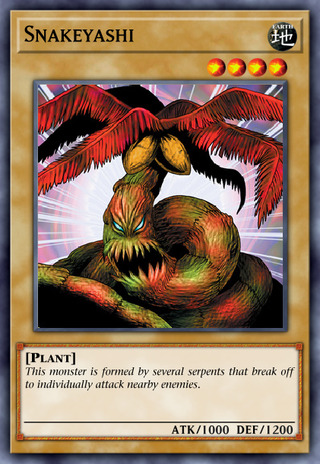 Snakeyashi
EARTH
地
[Plant]
This monster is formed by several serpents that break off
to individually attack nearby enemies.
ATK/1000 DEF/1200